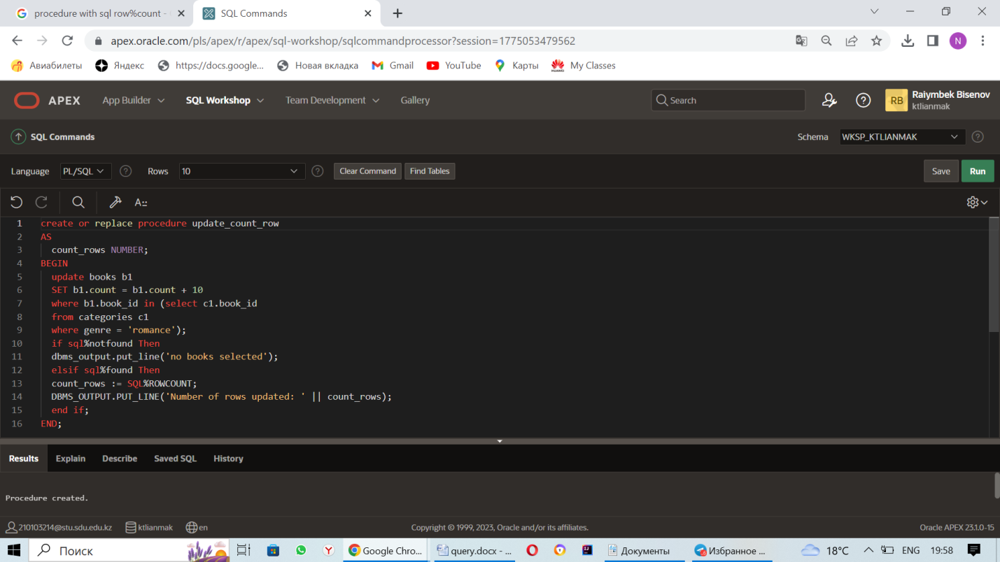 procedure with sql row%count -
SQL Commands
apex.oracle.com/pls/apex/r/apex/sql-workshop/sqlcommandprocessor?session=1775053479562
N
Авиабилеты Яндекс https://docs.google... Новая вкладка Gmail YouTube Карты My Classes
APEX App Builder SQL Workshop Team Development Gallery Search RB Raiymbek Bisenov
ktlianmak
SQL Commands Schema WKSP_KTLIANMAK
Language PL/SQL Rows 10 Clear Command Find Tables Save Run
1 create or replace procedure update_count_row
2 AS
3 count_rows NUMBER;
4 BEGIN
5 update books b1
6 SET b1.count = b1.count + 10
7 where b1.book_id in (select c1.book_id
8 from categories c1
9 where genre = 'romance');
10 if sql%notfound Then
11 dbms_output.put_line('no books selected');
12 elsif sql%found Then
13 count_rows := SQL%ROWCOUNT;
14 DBMS_OUTPUT.PUT_LINE('Number of rows updated: ' || count_rows);
15 end if;
16 END;
Results Explain Describe Saved SQL History
Procedure created.
210103214@stu.sdu.edu.kz ktlianmak en Copyright © 1999, 2023, Oracle and/or its affiliates. Oracle APEX 23.1.0-15
Поиск Google Chro... query.docx - ... Документы Избранное ... 18°C ENG 19:58